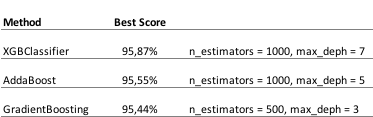 Method Best Score
XGBClassifier 95,87% n_estimators = 1000, max_deph = 7
AddaBoost 95,55% n_estimators = 1000, max_deph = 5
GradientBoosting 95,44% n_estimators = 500, max_deph = 3